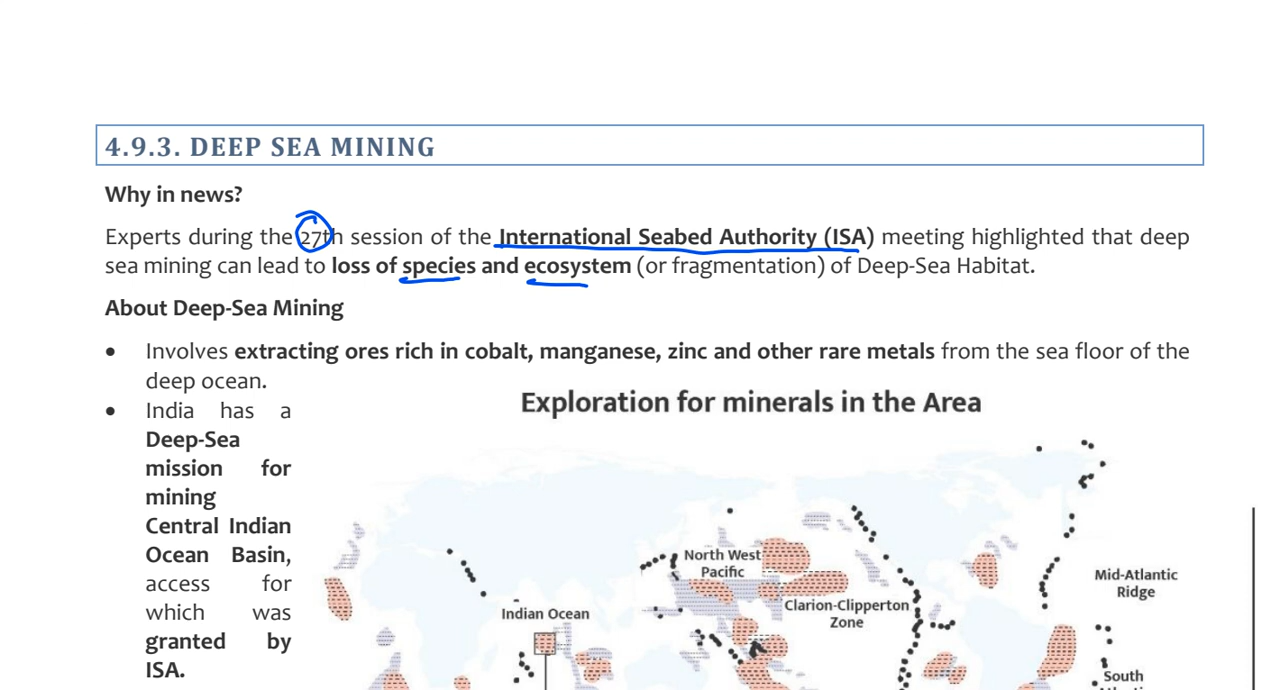 4.9.3. DEEP SEA MINING
Why in news?
Experts during the 27th session of the International Seabed Authority (ISA) meeting highlighted that deep
sea mining can lead to loss of species and ecosystem (or fragmentation) of Deep-Sea Habitat.
About Deep-Sea Mining
• Involves extracting ores rich in cobalt, manganese, zinc and other rare metals from the sea floor of the
deep ocean.
• India has a
Deep-Sea
mission for
mining
Central Indian
Ocean Basin,
access for
which was
granted by
ISA.
Exploration for minerals in the Area
North West
Pacific
Clarion-Clipperton
Zone
Indian Ocean
Mid-Atlantic
Ridge
South